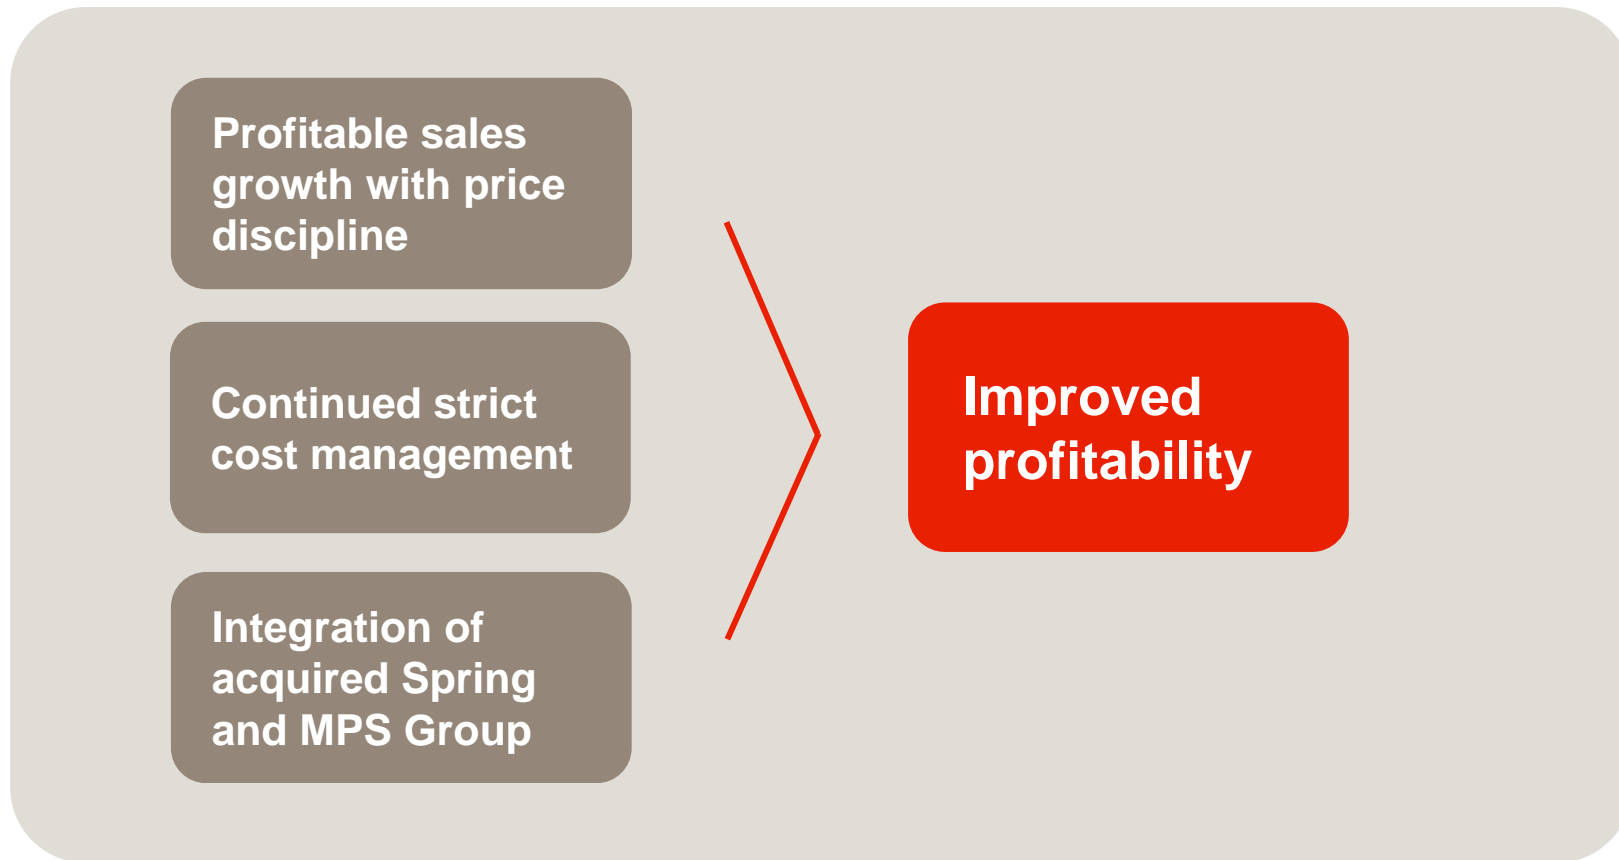 Profitable sales
growth with price
discipline
Continued strict
cost management
Integration of
acquired Spring
and MPS Group
Improved
profitability